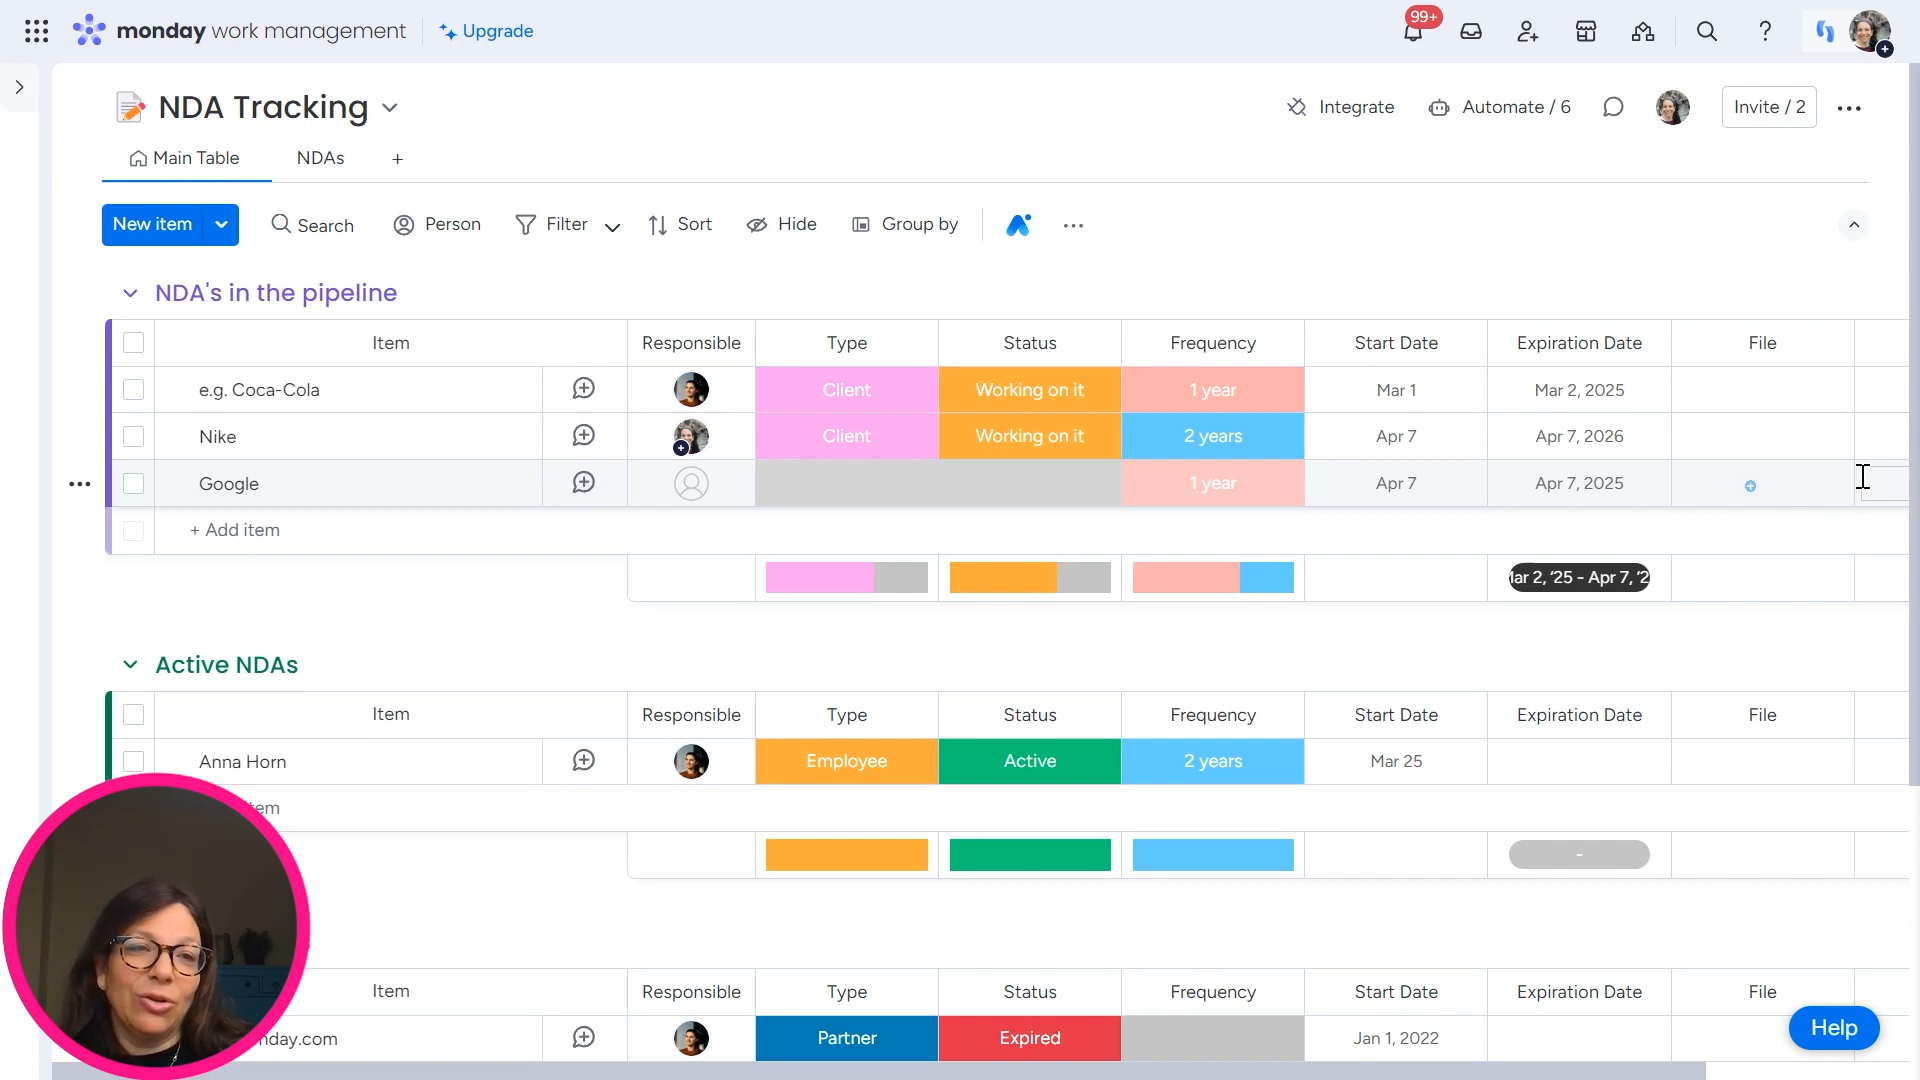 monday work management
Upgrade
99+
NDA Tracking
Integrate
Automate / 6
Invite / 2
Main Table
NDAs
+
New item
Search
Person
Filter
Sort
Hide
Group by
NDA's in the pipeline
Item Responsible Type Status Frequency Start Date Expiration Date File
e.g. Coca-Cola Client Working on it 1 year Mar 1 Mar 2, 2025
Nike Client Working on it 2 years Apr 7 Apr 7, 2026
Google 1 year Apr 7 Apr 7, 2025
+ Add item
Mar 2, '25 - Apr 7, '2
Active NDAs
Item Responsible Type Status Frequency Start Date Expiration Date File
Anna Horn Employee Active 2 years Mar 25
item
-
Item Responsible Type Status Frequency Start Date Expiration Date File
nday.com Partner Expired Jan 1, 2022
Help